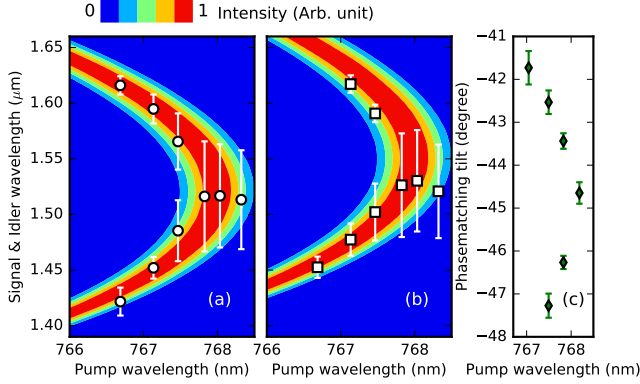 0 1 Intensity (Arb. unit)
Signal & Idler wavelength (μm)
1.65
1.60
1.55
1.50
1.45
1.40
(a)
766 767 768
Pump wavelength (nm)
(b)
766 767 768
Pump wavelength (nm)
Phasematching tilt (degree)
−41
−42
−43
−44
−45
−46
−47
−48
(c)
767 768
Pump wavelength (nm)